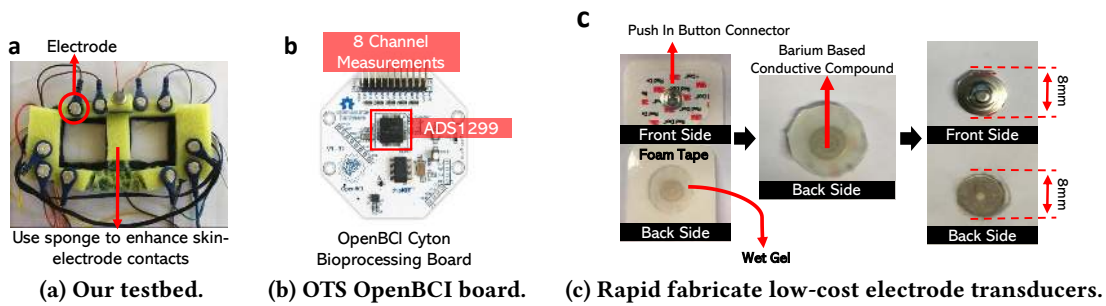 a
Electrode
Use sponge to enhance skin-
electrode contacts
(a) Our testbed.
b
8 Channel
Measurements
ADS1299
OpenBCI
OpenBCI Cyton
Bioprocessing Board
(b) OTS OpenBCI board.
c
Push In Button Connector
Front Side
Foam Tape
Back Side
Wet Gel
Barium Based
Conductive Compound
Back Side
8mm
Front Side
8mm
Back Side
(c) Rapid fabricate low-cost electrode transducers.